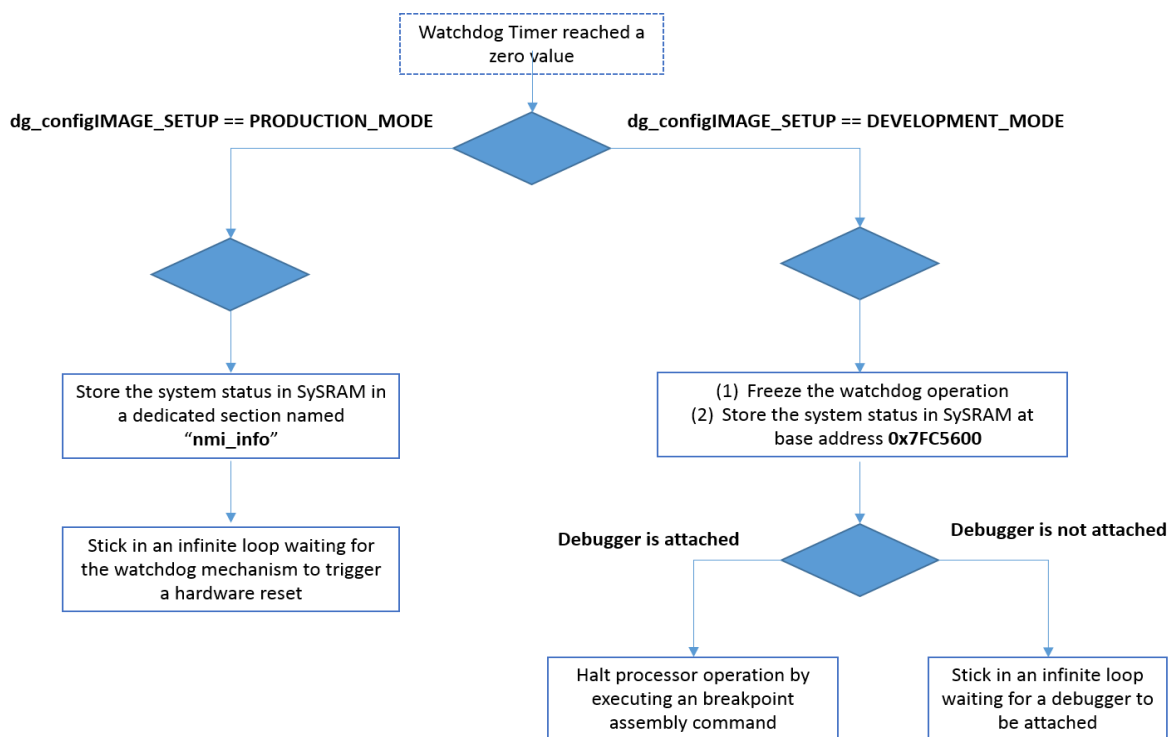 Watchdog Timer reached a
zero value
dg_configIMAGE_SETUP == PRODUCTION_MODE
dg_configIMAGE_SETUP == DEVELOPMENT_MODE
Store the system status in SySRAM in
a dedicated section named
“nmi_info”
(1) Freeze the watchdog operation
(2) Store the system status in SySRAM at
base address 0x7FC5600
Stick in an infinite loop waiting for
the watchdog mechanism to trigger
a hardware reset
Debugger is attached
Debugger is not attached
Halt processor operation by
executing an breakpoint
assembly command
Stick in an infinite loop
waiting for a debugger to
be attached